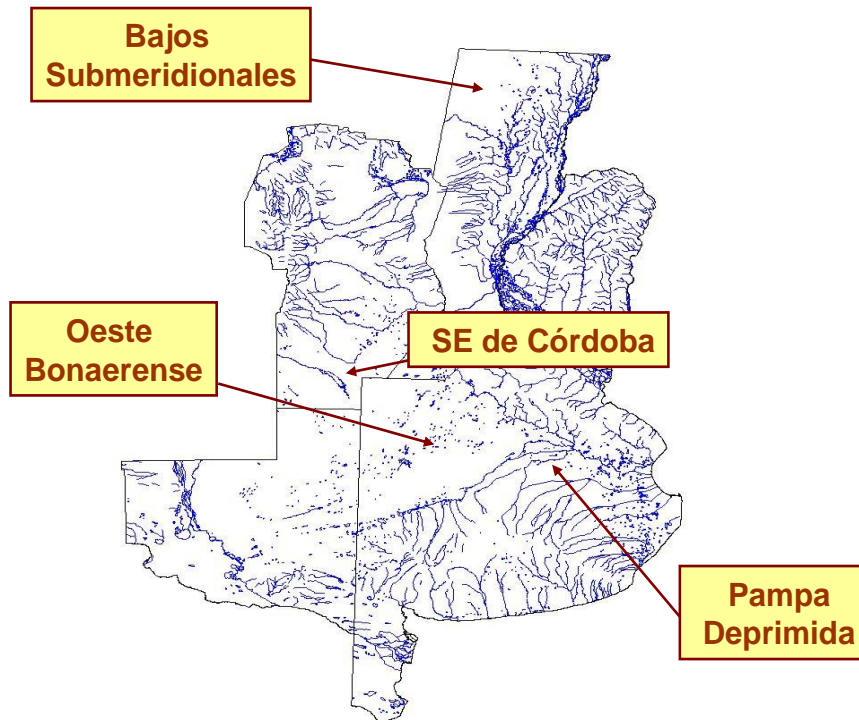 Bajos
Submeridionales
Oeste
Bonaerense
SE de Córdoba
Pampa
Deprimida